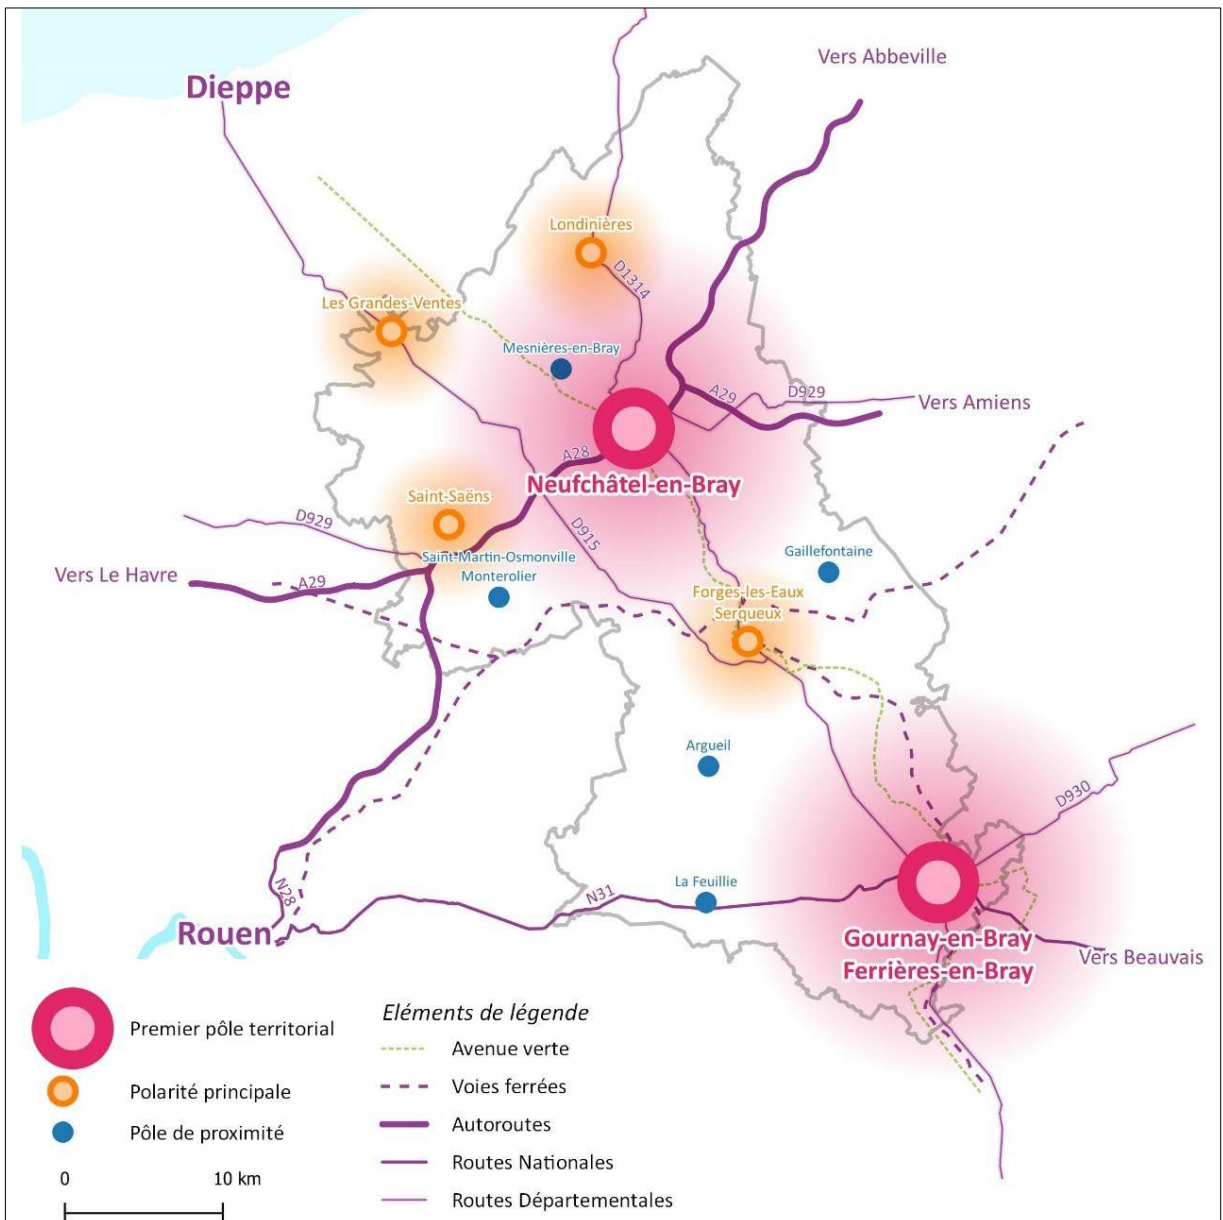 Vers Abbeville
Dieppe
Londinières
D1314
Les Grandes-Ventes
Mesnières-en-Bray
A29
D929
Vers Amiens
A28
Neufchâtel-en-Bray
Saint-Saëns
D929
D915
Saint-Martin-Osmonville
Monterolier
Gaillefontaine
Vers Le Havre
A29
Forges-les-Eaux
Serqueux
Argueil
D930
La Feuillie
N31
N28
Rouen
Gournay-en-Bray
Ferrières-en-Bray
Vers Beauvais
Premier pôle territorial
Polarité principale
Pôle de proximité
0 10 km
Eléments de légende
Avenue verte
Voies ferrées
Autoroutes
Routes Nationales
Routes Départementales